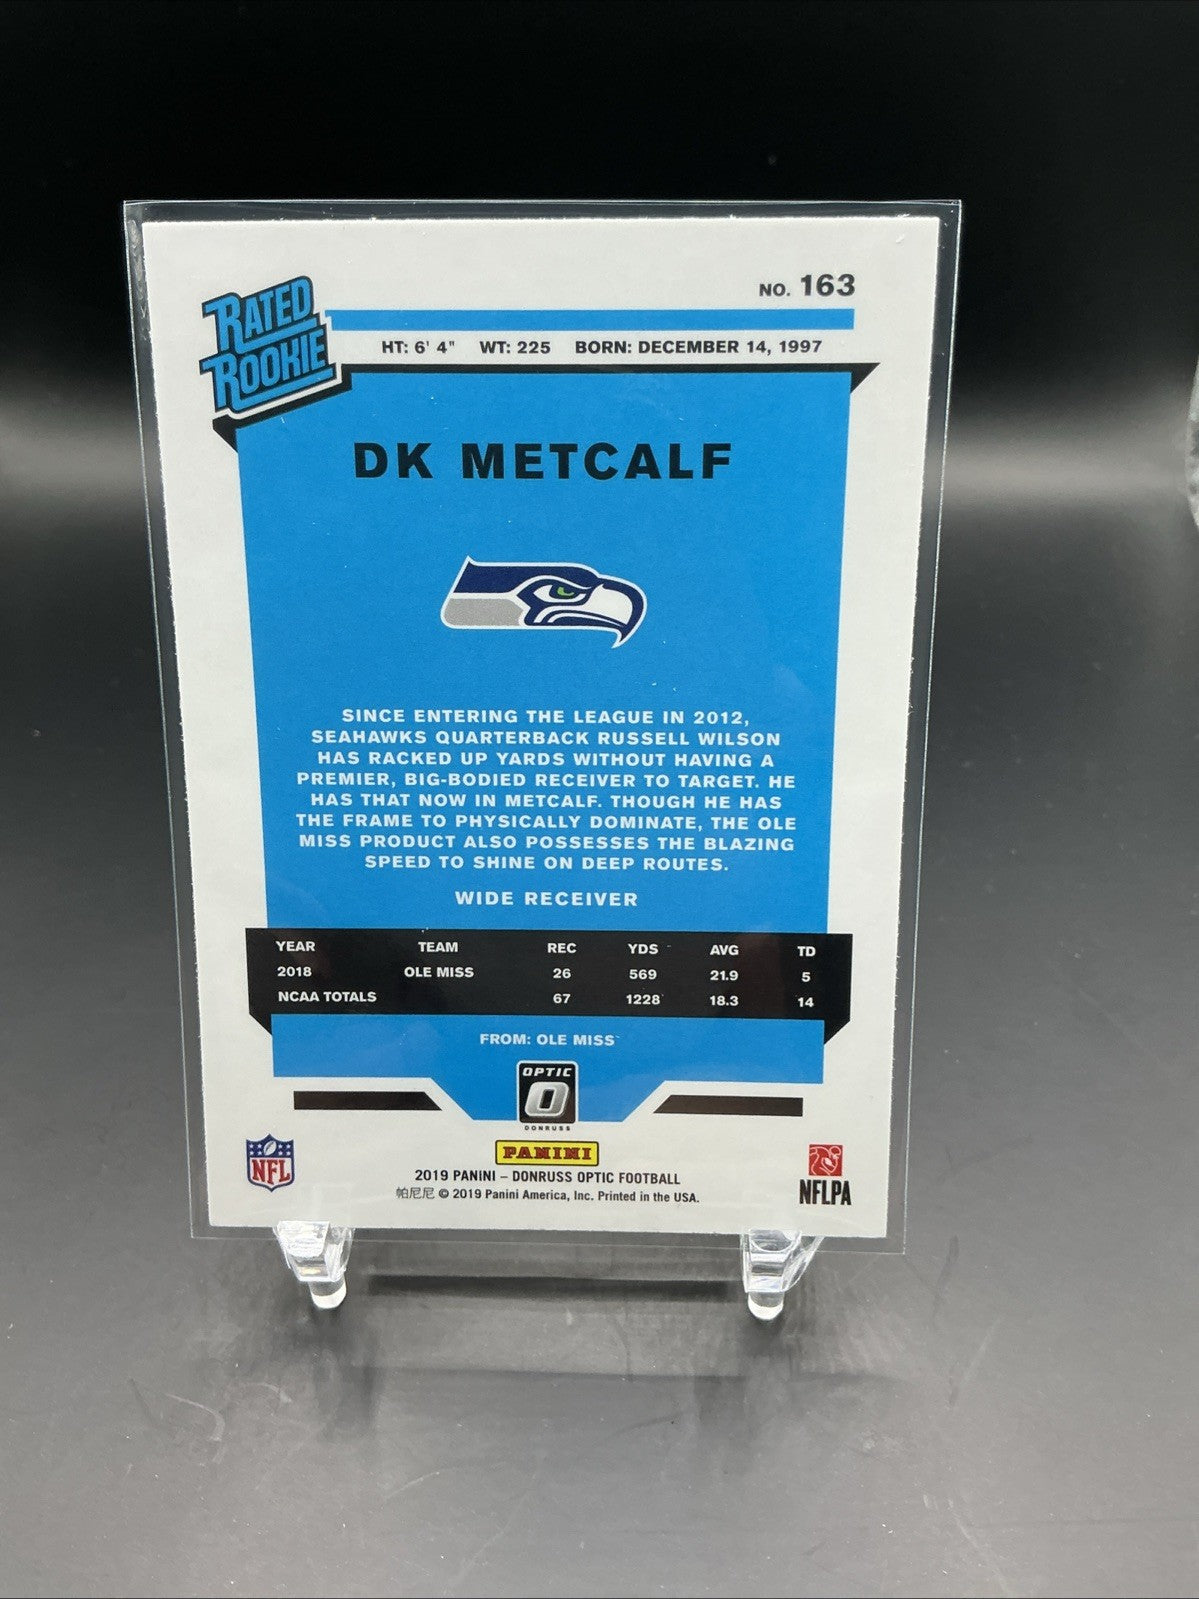 RATED
ROOKIE
NO. 163
HT: 6' 4" WT: 225 BORN: DECEMBER 14, 1997
DK METCALF
SINCE ENTERING THE LEAGUE IN 2012,
SEAHAWKS QUARTERBACK RUSSELL WILSON
HAS RACKED UP YARDS WITHOUT HAVING A
PREMIER, BIG-BODIED RECEIVER TO TARGET. HE
HAS THAT NOW IN METCALF. THOUGH HE HAS
THE FRAME TO PHYSICALLY DOMINATE, THE OLE
MISS PRODUCT ALSO POSSESSES THE BLAZING
SPEED TO SHINE ON DEEP ROUTES.
WIDE RECEIVER
YEAR TEAM REC YDS AVG TD
2018 OLE MISS 26 569 21.9 5
NCAA TOTALS 67 1228 18.3 14
FROM: OLE MISS
OPTIC
O
DONRUSS
NFL
PANINI
2019 PANINI – DONRUSS OPTIC FOOTBALL
帕尼尼 © 2019 Panini America, Inc. Printed in the USA.
NFLPA